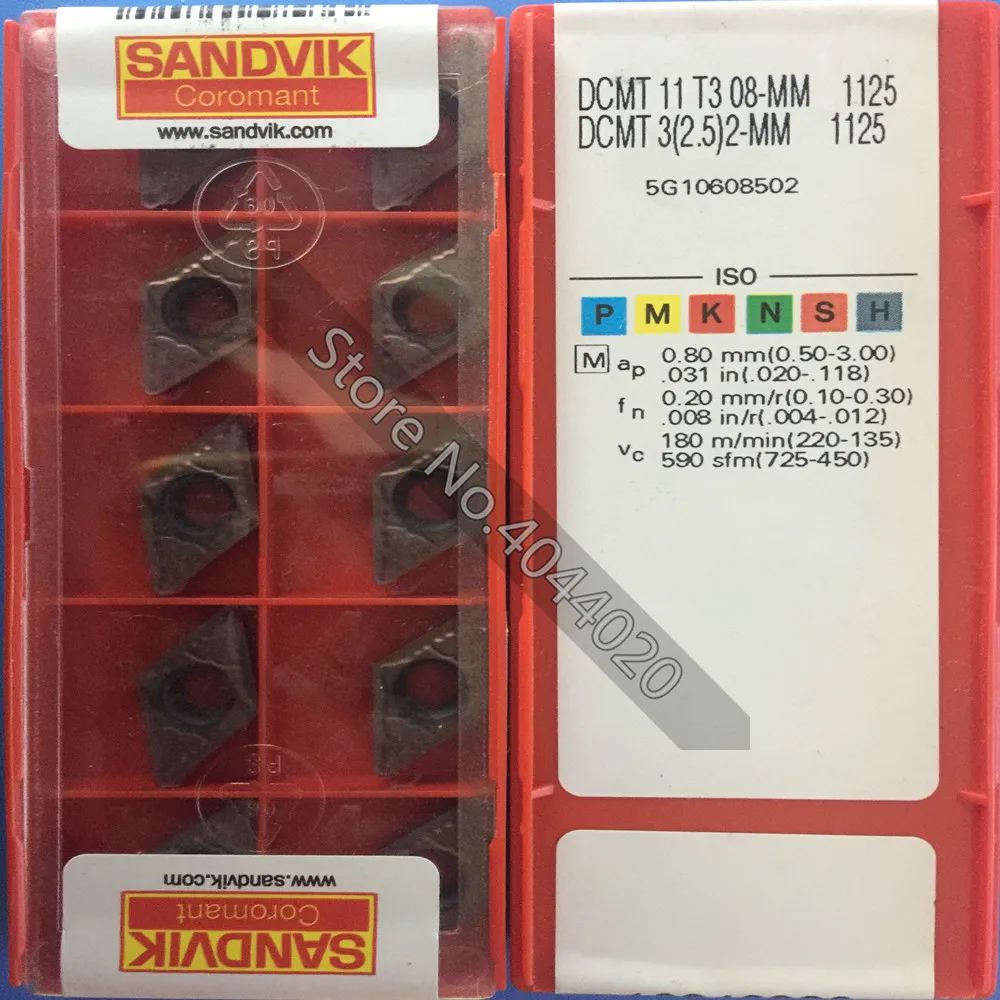 SANDVIK
Coromant
www.sandvik.com
06
PS
PS
www.sandvik.com
Coromant
SANDVIK
DCMT 11 T3 08-MM 1125
DCMT 3(2.5)2-MM 1125
5G10608502
ISO
P M K N S H
M ap 0.80 mm(0.50-3.00)
.031 in(.020-.118)
fn 0.20 mm/r(0.10-0.30)
.008 in/r(.004-.012)
vc 180 m/min(220-135)
590 sfm(725-450)
Store No.4044020